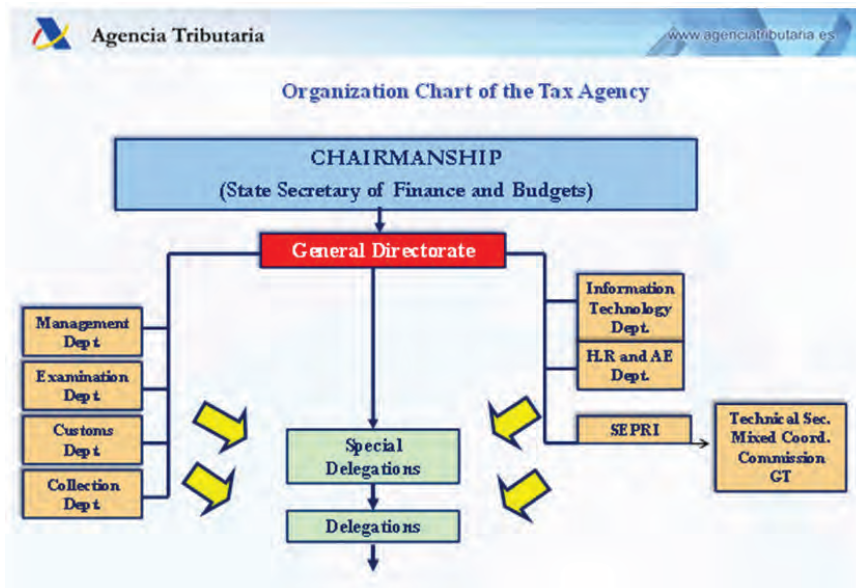 Agencia Tributaria
www.agenciatributaria.es
Organization Chart of the Tax Agency
CHAIRMANSHIP
(State Secretary of Finance and Budgets)
General Directorate
Management
Dept.
Examination
Dept.
Customs
Dept.
Collection
Dept.
Special
Delegations
Delegations
Information
Technology
Dept.
H.R and AE
Dept.
SEPRI
Technical Sec.
Mixed Coord.
Commission
GT